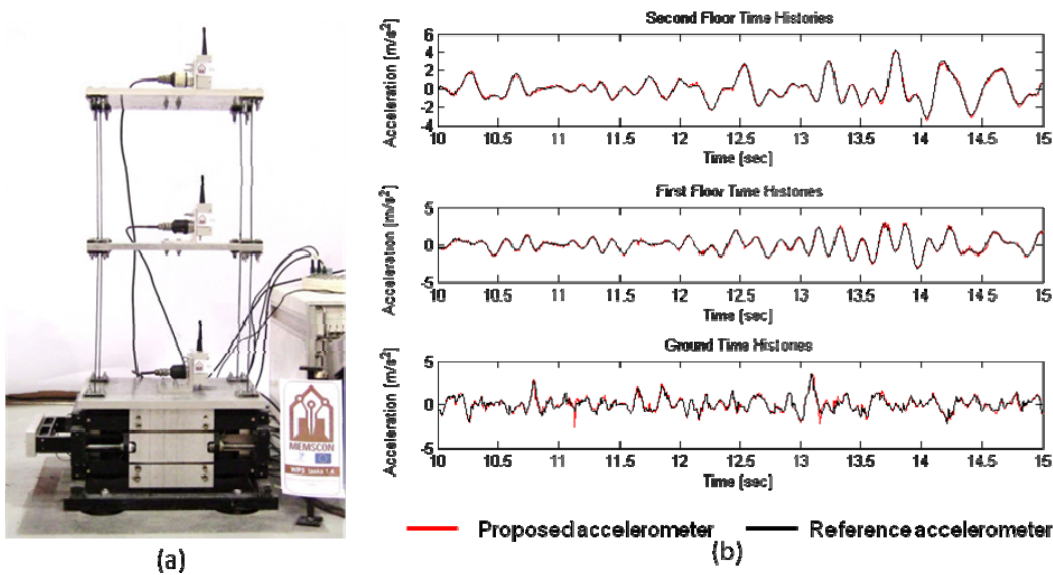 (a)
MEMSCON
Second Floor Time Histories
Acceleration [m/s²]
6
4
2
0
-2
-4
10 10.5 11 11.5 12 12.5 13 13.5 14 14.5 15
Time [sec]
First Floor Time Histories
Acceleration [m/s²]
5
0
-5
10 10.5 11 11.5 12 12.5 13 13.5 14 14.5 15
Time [sec]
Ground Time Histories
Acceleration [m/s²]
5
0
-5
10 10.5 11 11.5 12 12.5 13 13.5 14 14.5 15
Time [sec]
Proposed accelerometer Reference accelerometer
(b)